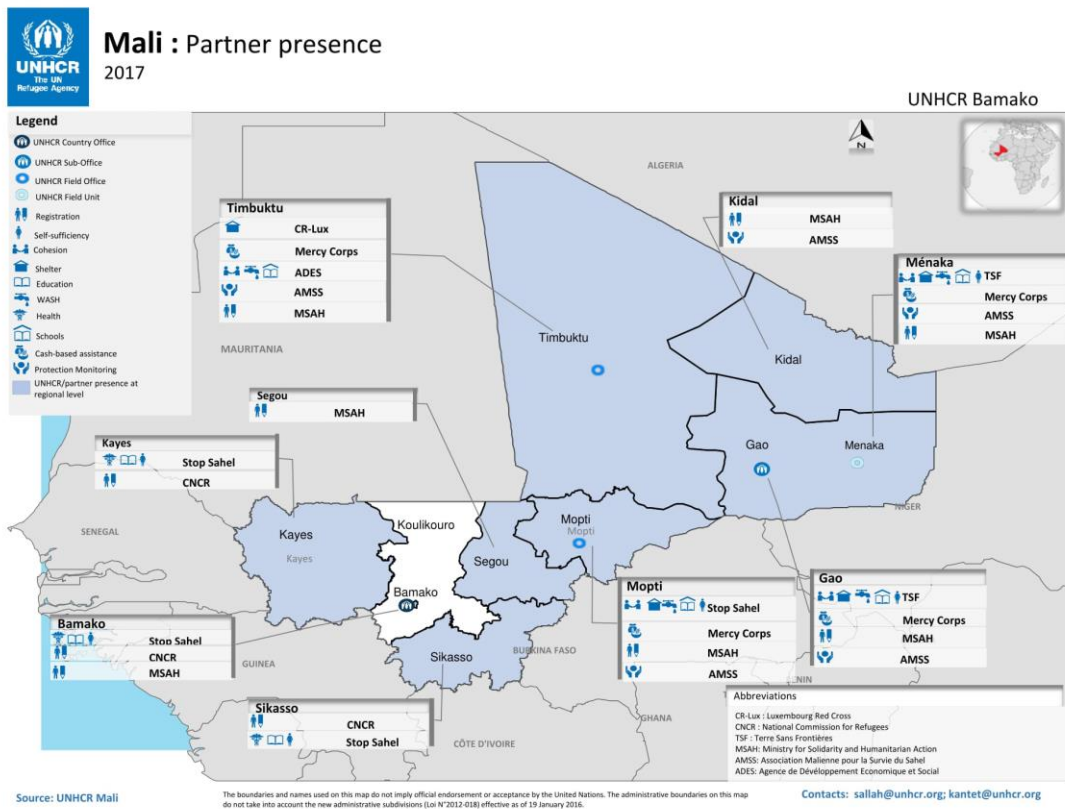 UNHCR
The UN
Refugee Agency
Mali : Partner presence
2017
UNHCR Bamako
Legend
UNHCR Country Office
UNHCR Sub-Office
UNHCR Field Office
UNHCR Field Unit
Registration
Self-sufficiency
Cohesion
Shelter
Education
WASH
Health
Schools
Cash-based assistance
Protection Monitoring
UNHCR/partner presence at
regional level
N
ALGERIA
MAURITANIA
SENEGAL
GUINEA
CÔTE D'IVOIRE
GHANA
BURKINA FASO
NIGER
Timbuktu
CR-Lux
Mercy Corps
ADES
AMSS
MSAH
Kidal
MSAH
AMSS
Ménaka
TSF
Mercy Corps
AMSS
MSAH
Segou
MSAH
Kayes
Stop Sahel
CNCR
Timbuktu
Kidal
Gao
Menaka
Mopti
Mopti
Segou
Koulikouro
Kayes
Kayes
Bamako
Sikasso
Bamako
Stop Sahel
CNCR
MSAH
Sikasso
CNCR
Stop Sahel
Mopti
Stop Sahel
Mercy Corps
MSAH
AMSS
Gao
TSF
Mercy Corps
MSAH
AMSS
Abbreviations
CR-Lux : Luxembourg Red Cross
CNCR : National Commission for Refugees
TSF : Terre Sans Frontières
MSAH: Ministry for Solidarity and Humanitarian Action
AMSS: Association Malienne pour la Survie du Sahel
ADES: Agence de Dévéloppement Economique et Social
Source: UNHCR Mali
The boundaries and names used on this map do not imply official endorsement or acceptance by the United Nations. The administrative boundaries on this map
do not take into account the new administrative subdivisions (Loi N°2012-018) effective as of 19 January 2016.
Contacts: sallah@unhcr.org; kantet@unhcr.org